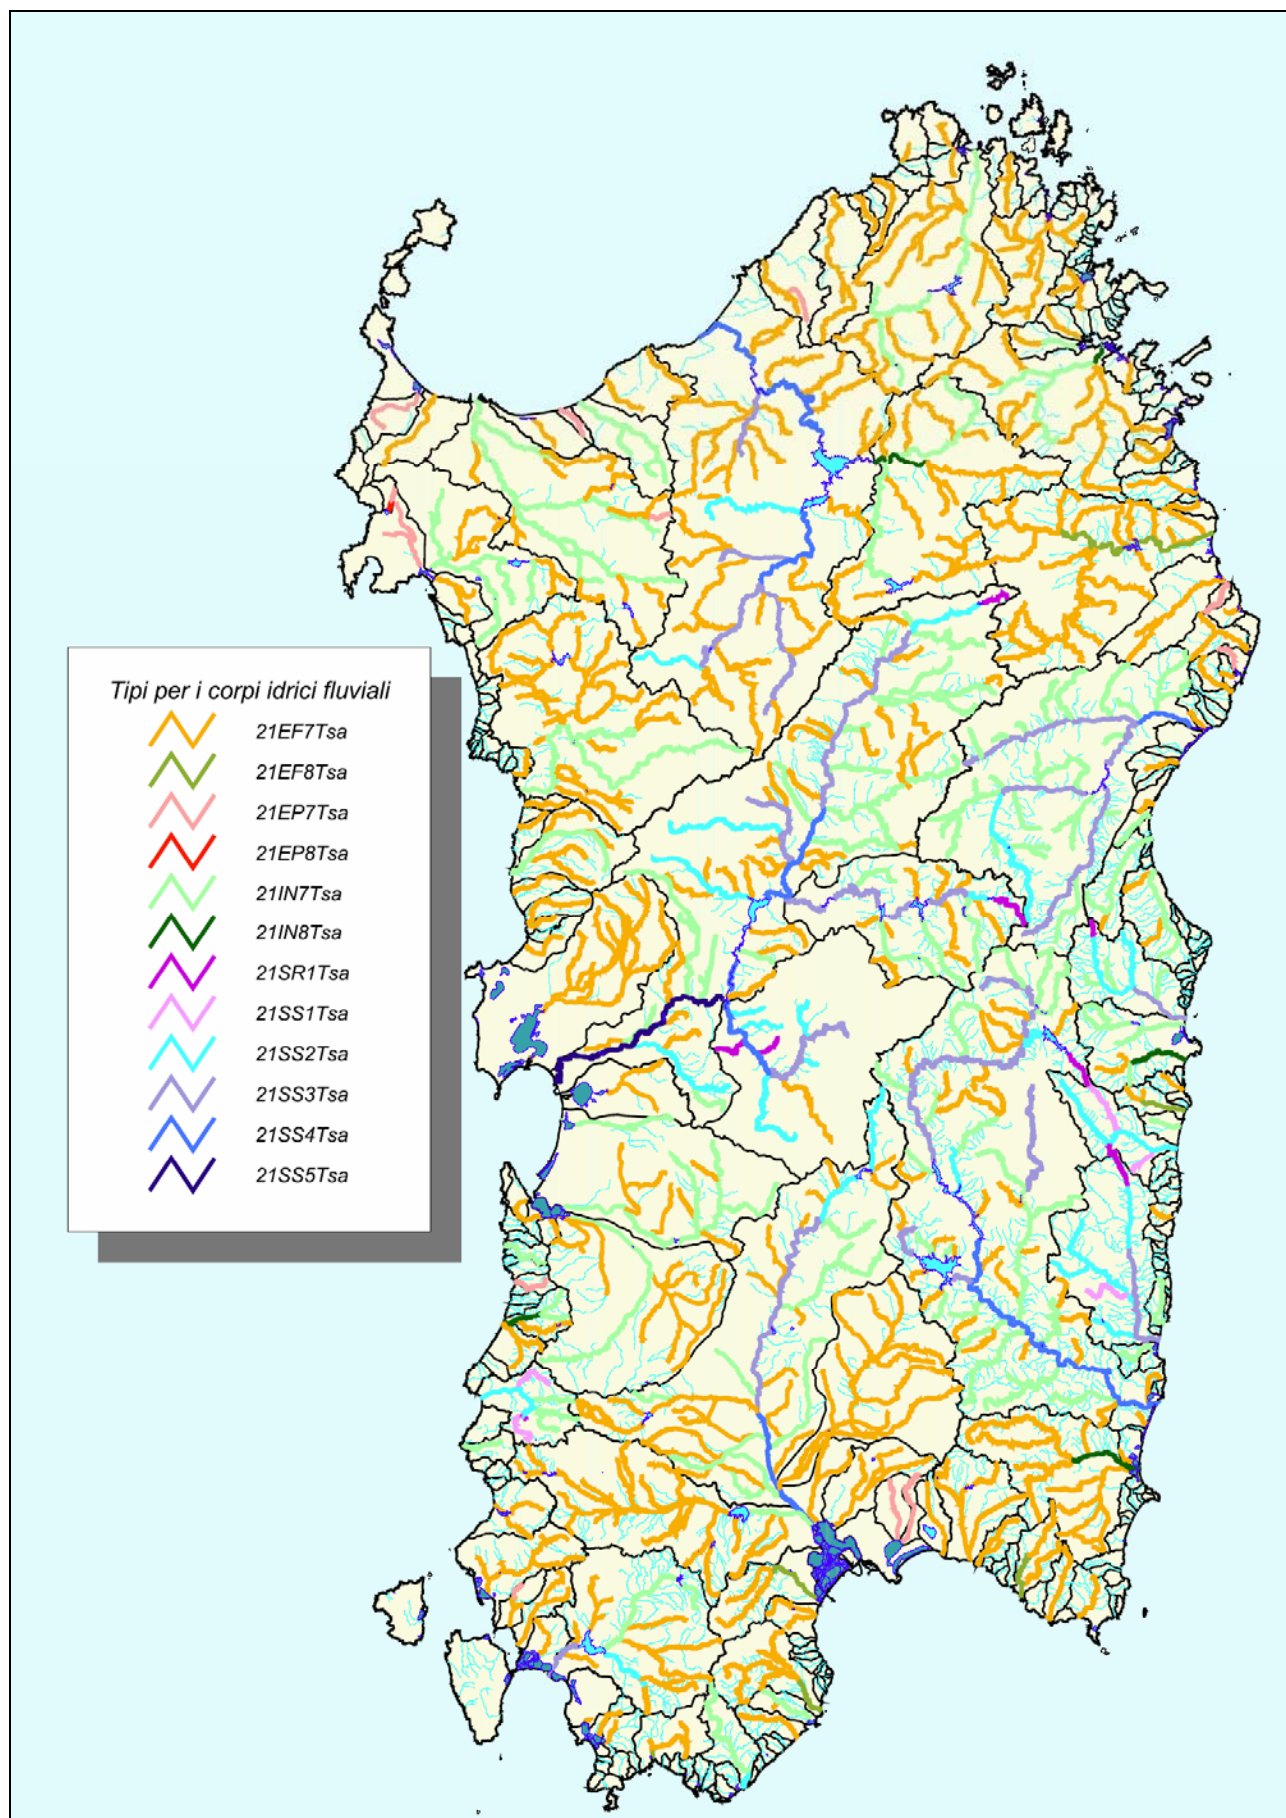 Tipi per i corpi idrici fluviali
21EF7Tsa
21EF8Tsa
21EP7Tsa
21EP8Tsa
21IN7Tsa
21IN8Tsa
21SR1Tsa
21SS1Tsa
21SS2Tsa
21SS3Tsa
21SS4Tsa
21SS5Tsa